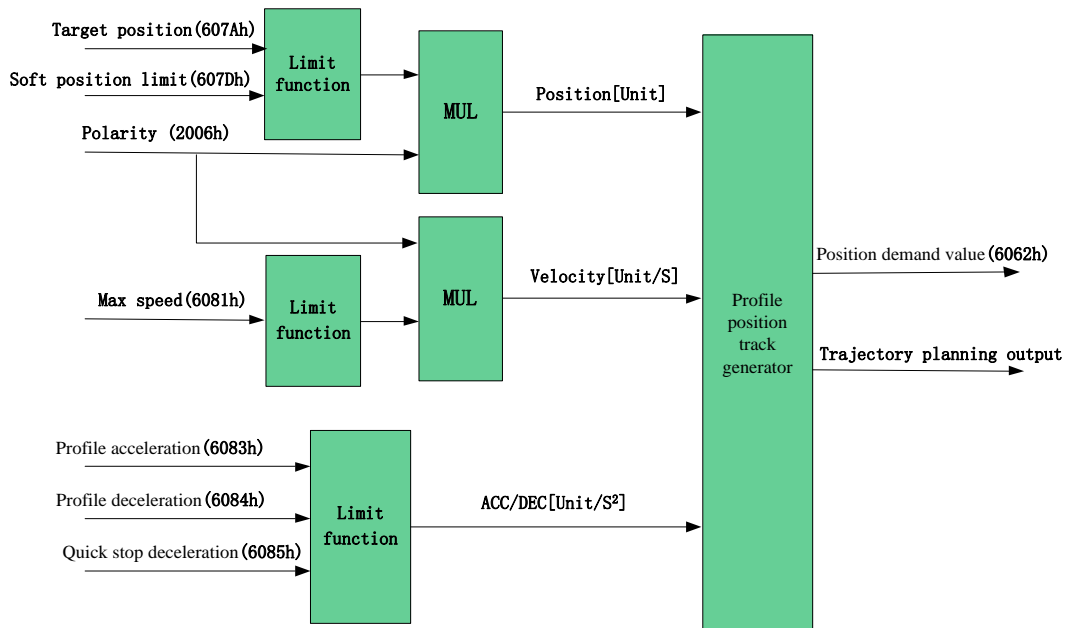 Target position(607Ah)
Soft position limit(607Dh)
Limit
function
Polarity (2006h)
MUL
Position[Unit]
Max speed(6081h)
Limit
function
MUL
Velocity[Unit/S]
Profile acceleration(6083h)
Profile deceleration(6084h)
Quick stop deceleration(6085h)
Limit
function
ACC/DEC[Unit/S²]
Profile
position
track
generator
Position demand value(6062h)
Trajectory planning output